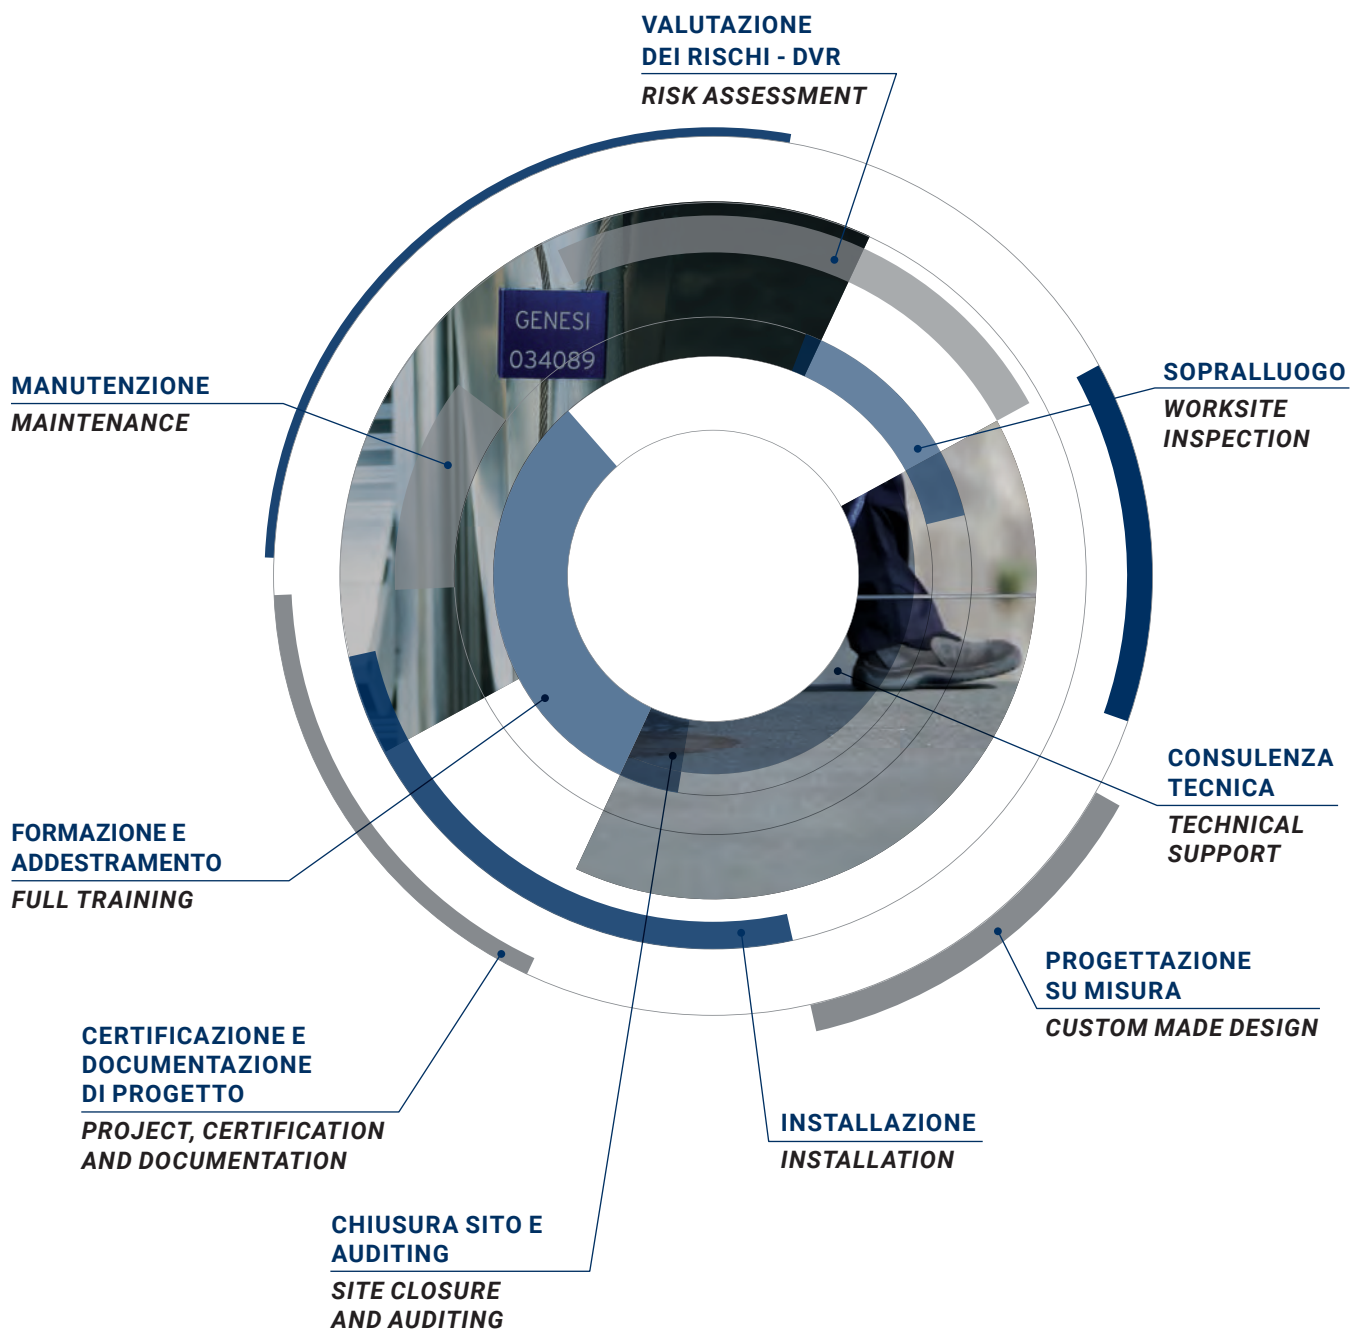 VALUTAZIONE
DEI RISCHI - DVR
RISK ASSESSMENT
GENESI
034089
SOPRALLUOGO
WORKSITE
INSPECTION
MANUTENZIONE
MAINTENANCE
CONSULENZA
TECNICA
TECHNICAL
SUPPORT
FORMAZIONE E
ADDESTRAMENTO
FULL TRAINING
PROGETTAZIONE
SU MISURA
CUSTOM MADE DESIGN
CERTIFICAZIONE E
DOCUMENTAZIONE
DI PROGETTO
PROJECT, CERTIFICATION
AND DOCUMENTATION
INSTALLAZIONE
INSTALLATION
CHIUSURA SITO E
AUDITING
SITE CLOSURE
AND AUDITING